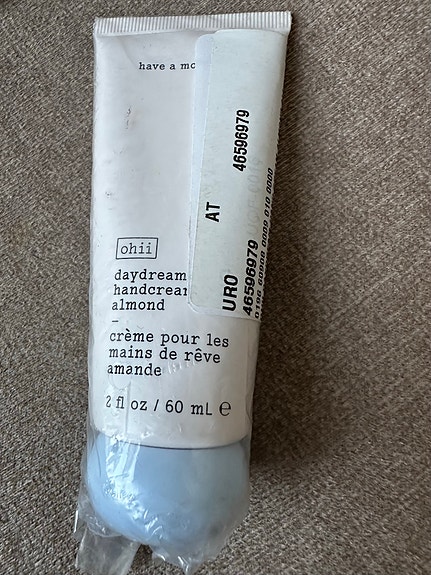 have a mo
ohii
daydream
handcream
almond
–
crème pour les
mains de rêve
amande
2 fl oz / 60 mL ℮
AT
46596979
URO
46596979